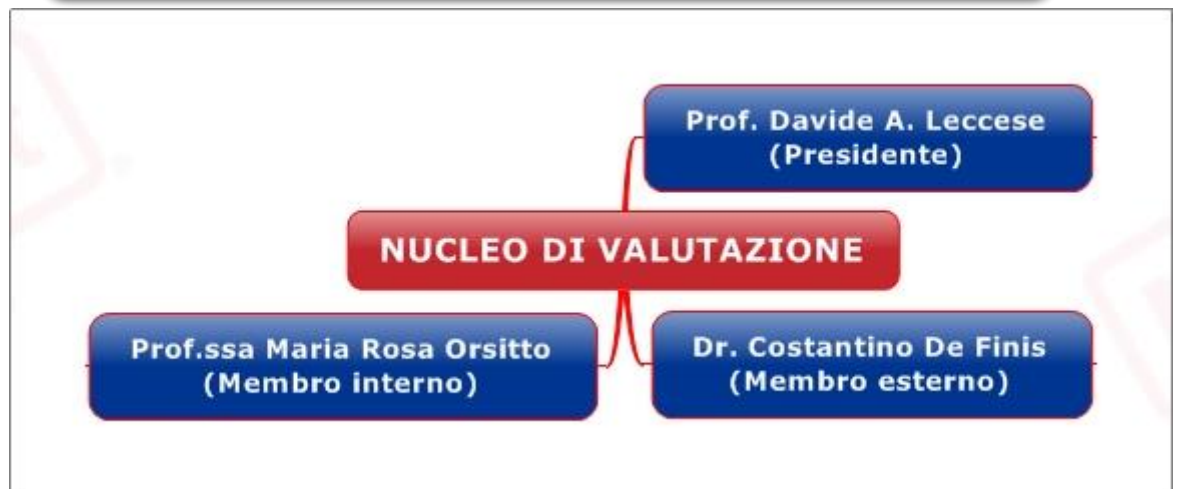 Prof. Davide A. Leccese
(Presidente)
NUCLEO DI VALUTAZIONE
Prof.ssa Maria Rosa Orsitto
(Membro interno)
Dr. Costantino De Finis
(Membro esterno)